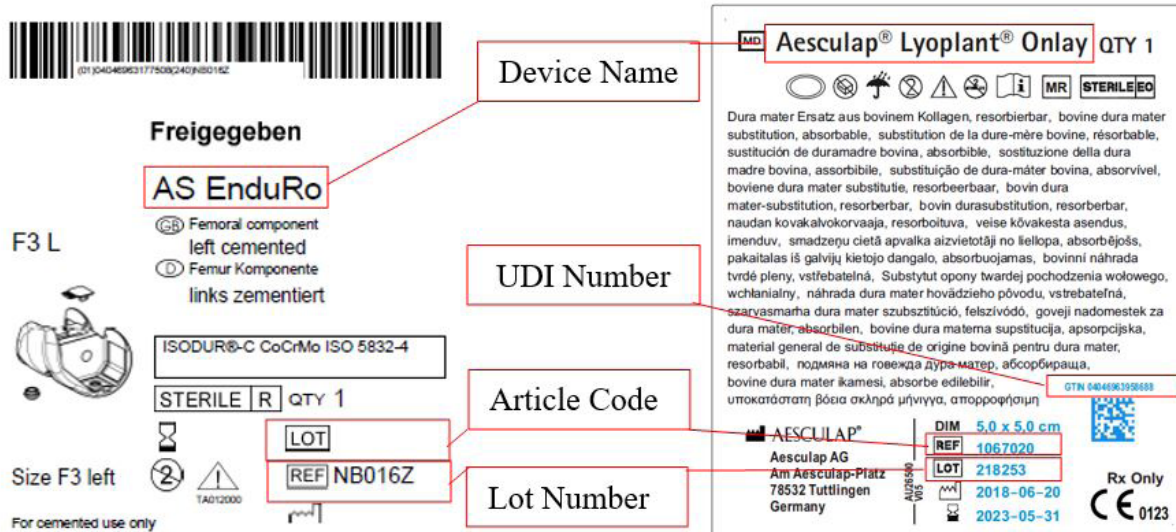 (01)04046963177508(240)NB016Z
Freigegeben
AS EnduRo
GB Femoral component
left cemented
D Femur Komponente
links zementiert
F3 L
ISODUR®-C CoCrMo ISO 5832-4
STERILE R QTY 1
LOT
REF NB016Z
Size F3 left
2
TA012000
For cemented use only
Device Name
UDI Number
Article Code
Lot Number
MD Aesculap® Lyoplant® Onlay QTY 1
MR STERILE EO
Dura mater Ersatz aus bovinem Kollagen, resorbierbar, bovine dura mater
substitution, absorbable, substitution de la dure-mère bovine, résorbable,
sustitución de duramadre bovina, absorbible, sostituzione della dura
madre bovina, assorbibile, substituição de dura-máter bovina, absorvível,
boviene dura mater substitutie, resorbeerbaar, bovin dura
mater-substitution, resorberbar, bovin durasubstitution, resorberbar,
naudan kovakalvokorvaaja, resorboituva, veise kõvakesta asendus,
imenduv, smadzeņu cietā apvalka aizvietotāji no liellopa, absorbējošs,
pakaitalas iš galvijų kietojo dangalo, absorbuojamas, bovinní náhrada
tvrdé pleny, vstřebatelná, Substytut opony twardej pochodzenia wołowego,
wchłanialny, náhrada dura mater hovädzieho pôvodu, vstrebateľná,
szarvasmarha dura mater szubsztitúció, felszívódó, goveji nadomestek za
dura mater, absorbilen, bovine dura materna supstitucija, apsorpcijska,
material general de substituţie de origine bovină pentru dura mater,
resorbabil, подмяна на говежда дура матер, абсорбираща,
bovine dura mater ikamesi, absorbe edilebilir,
υποκατάστατη βόεια σκληρά μήνιγγα, απορροφήσιμη
GTIN 04046963958688
AESCULAP®
Aesculap AG
Am Aesculap-Platz
78532 Tuttlingen
Germany
AU26500
V05
DIM 5,0 x 5,0 cm
REF 1067020
LOT 218253
2018-06-20
2023-05-31
Rx Only
CE 0123